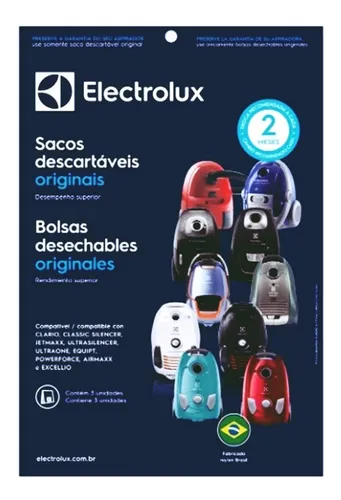 PRESERVE A GARANTIA DO SEU ASPIRADOR
use somente saco descartável original
PRESERVE LA GARANTIA DE SU ASPIRADORA
use únicamente bolsas desechables originales
Electrolux
Sacos
descartáveis
originais
Desempenho superior
2
MESES
Bolsas
desechables
originales
Rendimiento superior
Compatível / compatible con
CLARIO, CLASSIC SILENCER,
JETMAXX, ULTRASILENCER,
ULTRAONE, EQUIPT,
POWERFORCE, AIRMAXX
e EXCELLIO
Contém 3 unidades
Contiene 3 unidades
Fabricado
no/en Brasil
electrolux.com.br